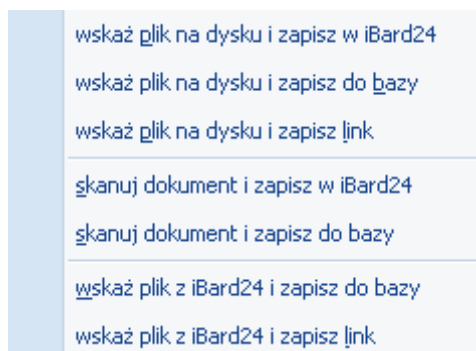 wskaż plik na dysku i zapisz w iBard24
wskaż plik na dysku i zapisz do bazy
wskaż plik na dysku i zapisz link
skanuj dokument i zapisz w iBard24
skanuj dokument i zapisz do bazy
wskaż plik z iBard24 i zapisz do bazy
wskaż plik z iBard24 i zapisz link